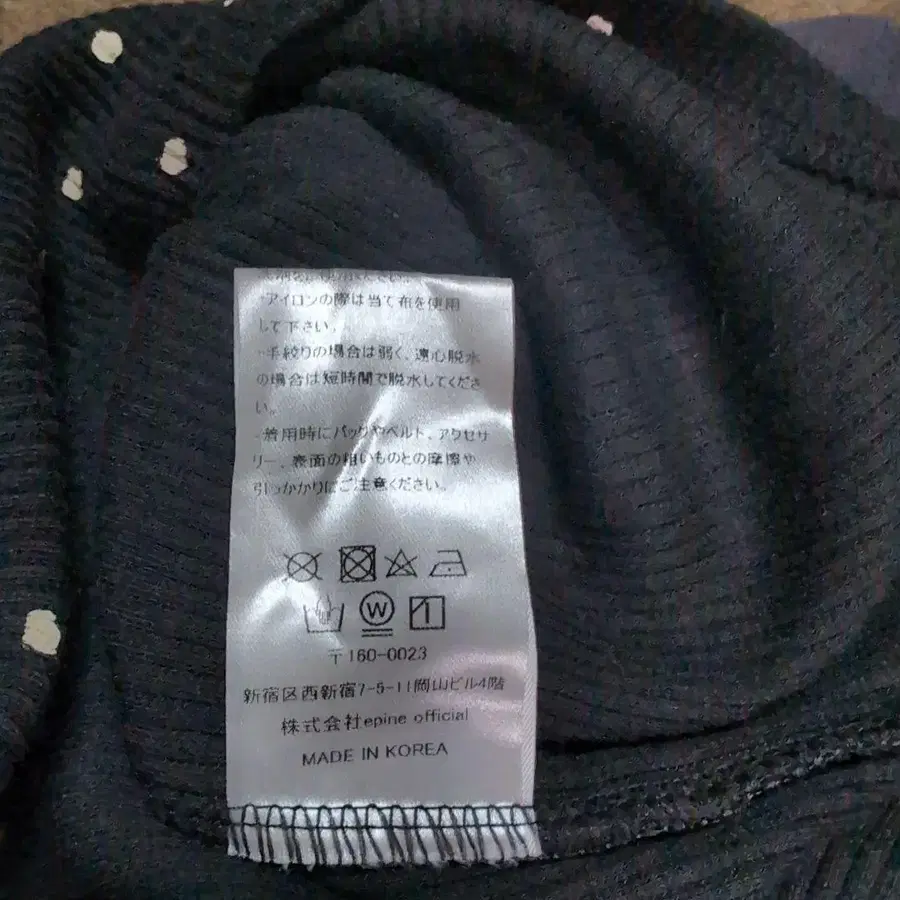 ・アイロンの際は当て布を使用
して下さい。
・手絞りの場合は弱く、遠心脱水
の場合は短時間で脱水してくださ
い。
・着用時にバッグやベルト、アクセサ
リー、表面の粗いものとの摩擦や
引っかかりにご注意ください。
W
〒160-0023
新宿区西新宿7-5-11岡山ビル4階
株式会社epine official
MADE IN KOREA